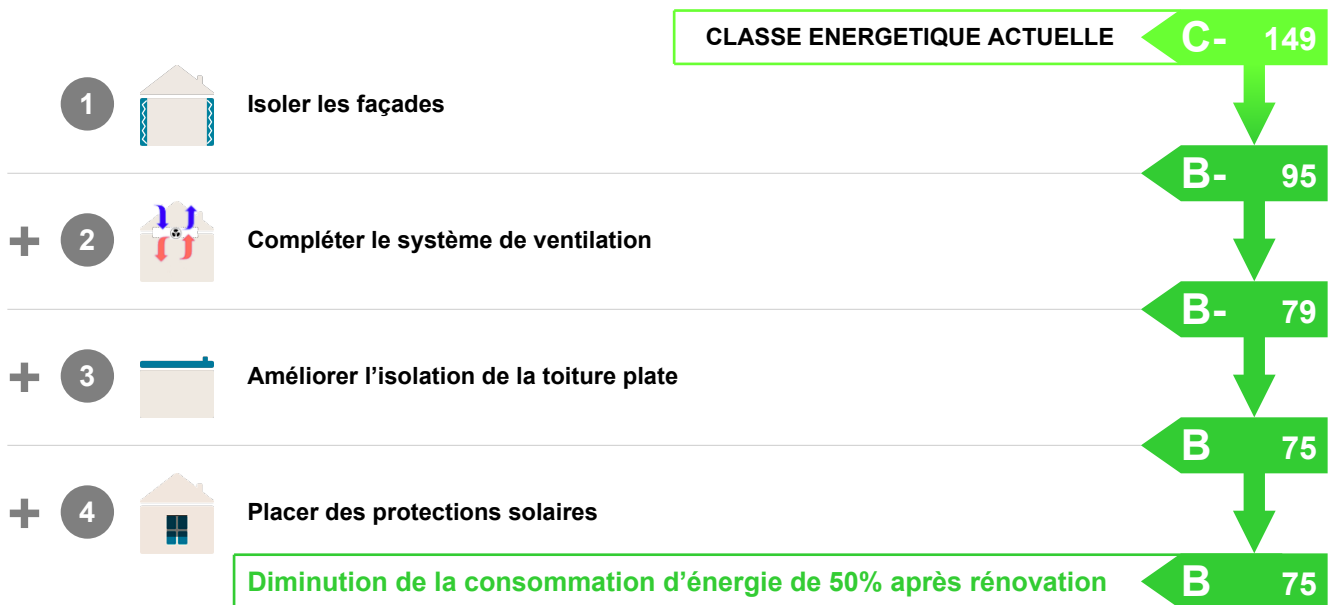 CLASSE ENERGETIQUE ACTUELLE C- 149
1 Isoler les façades
B- 95
+ 2 Compléter le système de ventilation
B- 79
+ 3 Améliorer l’isolation de la toiture plate
B 75
+ 4 Placer des protections solaires
Diminution de la consommation d’énergie de 50% après rénovation B 75